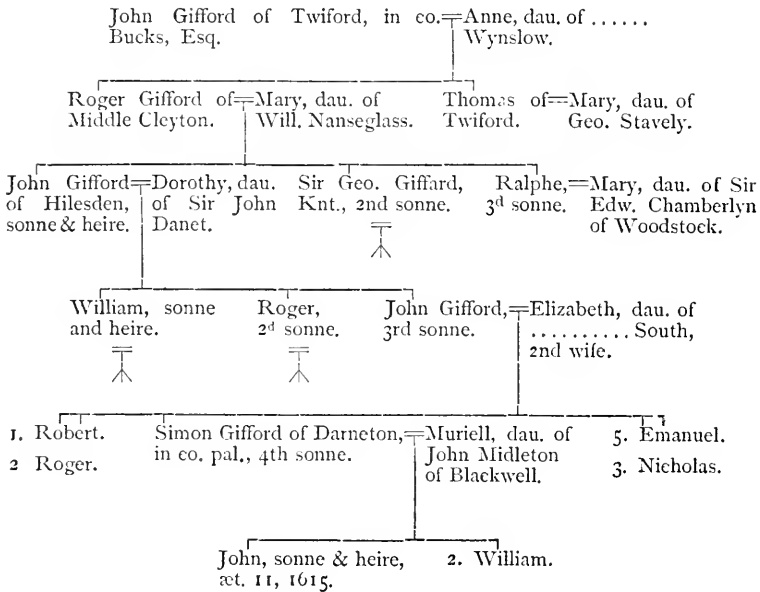 John Gifford of Twiford, in co.
Bucks, Esq.
Anne, dau. of ......
Wynslow.
Roger Gifford of
Middle Cleyton.
Mary, dau. of
Will. Nanseglass.
Thomas of
Twiford.
Mary, dau. of
Geo. Stavely.
John Gifford
of Hilesden,
sonne & heire.
Dorothy, dau.
of Sir John
Danet.
Sir Geo. Giffard,
Knt., 2nd sonne.
Ralphe,
3d sonne.
Mary, dau. of Sir
Edw. Chamberlyn
of Woodstock.
William, sonne
and heire.
Roger,
2d sonne.
John Gifford,
3rd sonne.
Elizabeth, dau. of
.......... South,
2nd wife.
1. Robert.
2 Roger.
Simon Gifford of Darneton,
in co. pal., 4th sonne.
Muriell, dau. of
John Midleton
of Blackwell.
5. Emanuel.
3. Nicholas.
John, sonne & heire,
æt. 11, 1615.
2. William.